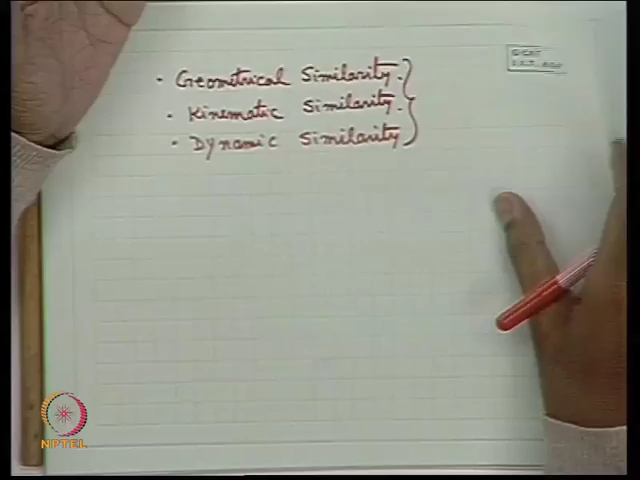 · Geometrical Similarity.
· Kinematic Similarity.
· Dynamic Similarity
NPTEL